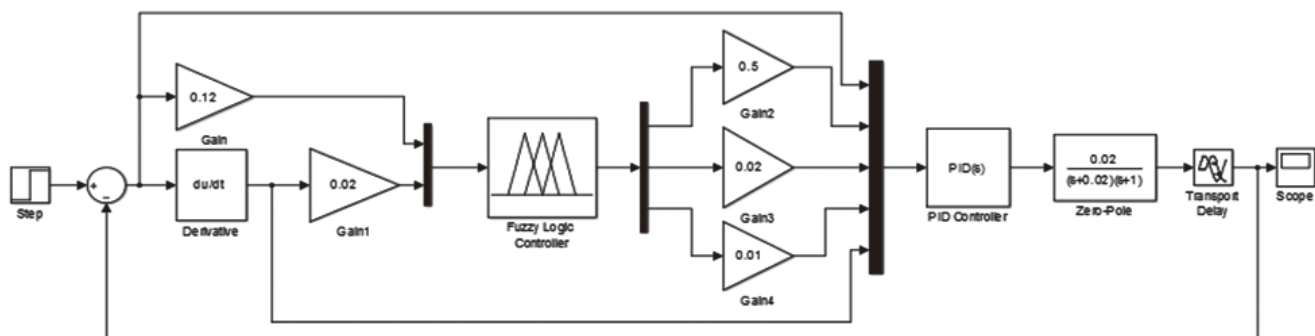 0.5
0.12
Gain
Gain2
+
−
Step
du/dt
Derivative
0.02
Gain1
Fuzzy Logic
Controller
0.02
Gain3
PID(s)
PID Controller
0.02
(s+0.02)(s+1)
Zero-Pole
Transport
Delay
Scope
0.01
Gain4